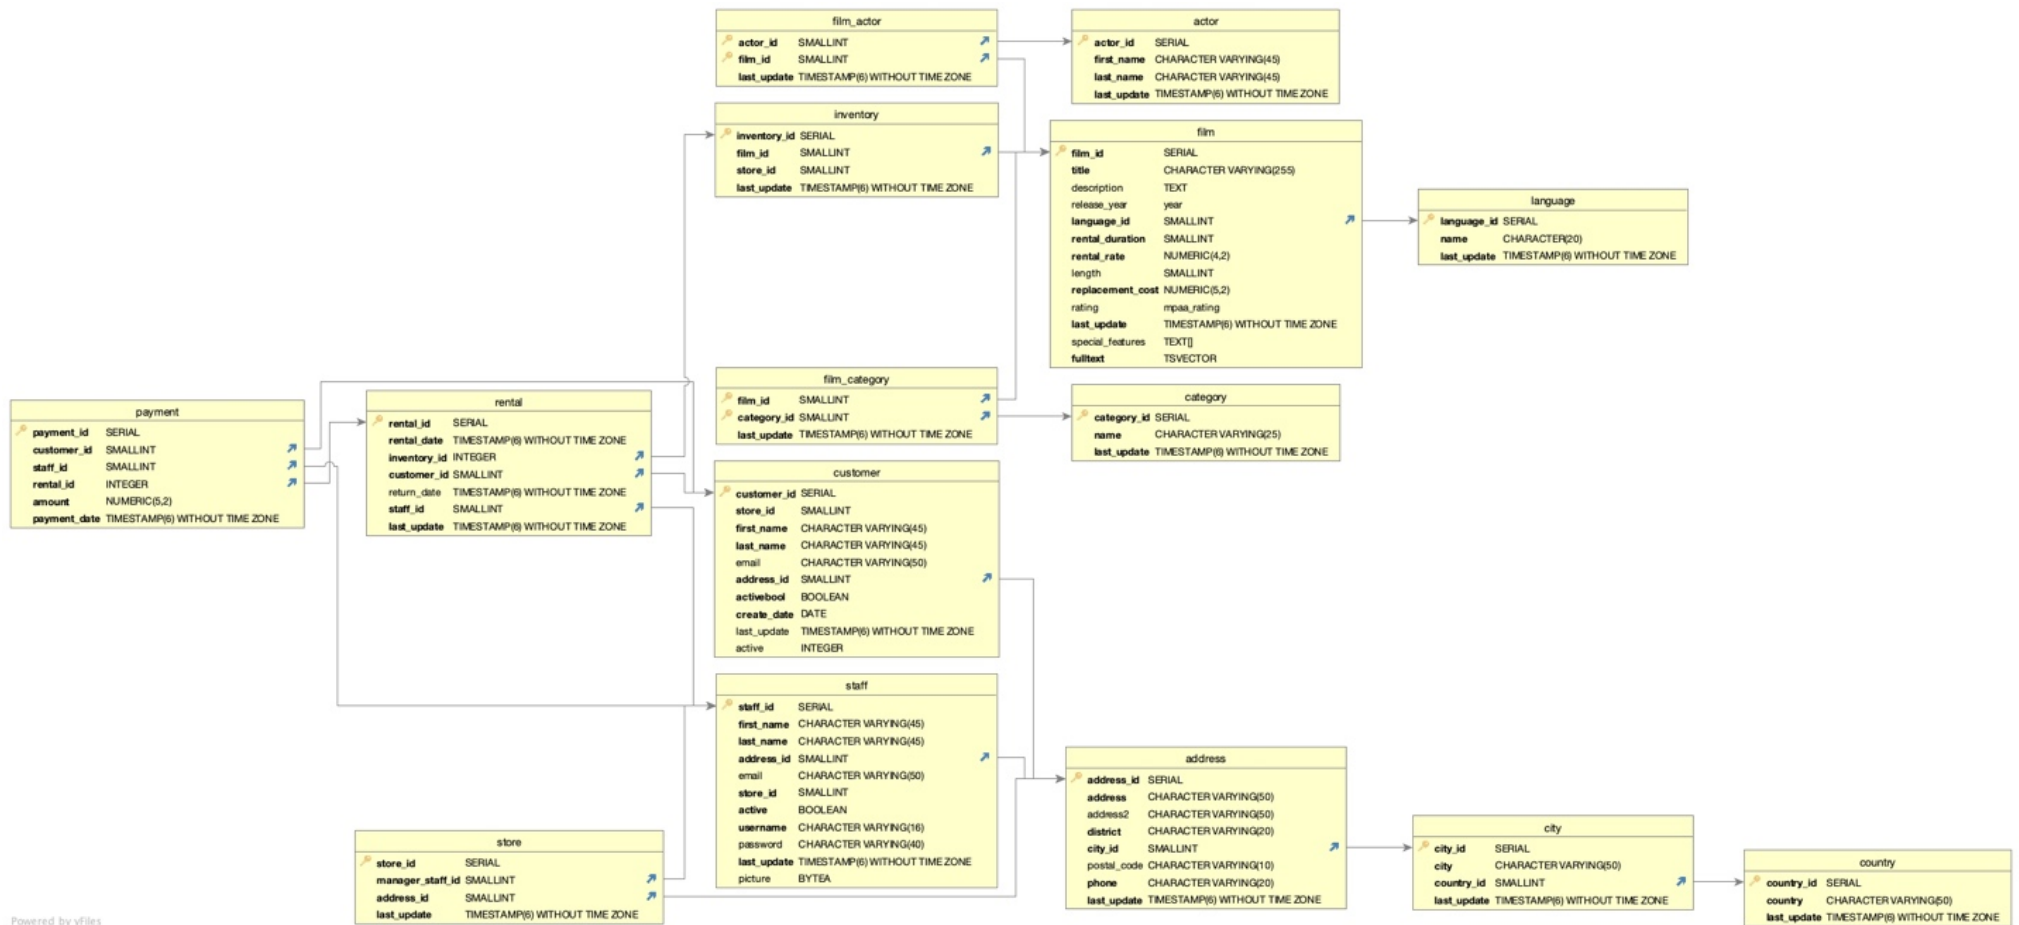 film_actor
actor_id SMALLINT
film_id SMALLINT
last_update TIMESTAMP(6) WITHOUT TIME ZONE
actor
actor_id SERIAL
first_name CHARACTER VARYING(45)
last_name CHARACTER VARYING(45)
last_update TIMESTAMP(6) WITHOUT TIME ZONE
inventory
inventory_id SERIAL
film_id SMALLINT
store_id SMALLINT
last_update TIMESTAMP(6) WITHOUT TIME ZONE
film
film_id SERIAL
title CHARACTER VARYING(255)
description TEXT
release_year year
language_id SMALLINT
rental_duration SMALLINT
rental_rate NUMERIC(4,2)
length SMALLINT
replacement_cost NUMERIC(5,2)
rating mpaa_rating
last_update TIMESTAMP(6) WITHOUT TIME ZONE
special_features TEXT[]
fulltext TSVECTOR
language
language_id SERIAL
name CHARACTER(20)
last_update TIMESTAMP(6) WITHOUT TIME ZONE
film_category
film_id SMALLINT
category_id SMALLINT
last_update TIMESTAMP(6) WITHOUT TIME ZONE
category
category_id SERIAL
name CHARACTER VARYING(25)
last_update TIMESTAMP(6) WITHOUT TIME ZONE
payment
payment_id SERIAL
customer_id SMALLINT
staff_id SMALLINT
rental_id INTEGER
amount NUMERIC(5,2)
payment_date TIMESTAMP(6) WITHOUT TIME ZONE
rental
rental_id SERIAL
rental_date TIMESTAMP(6) WITHOUT TIME ZONE
inventory_id INTEGER
customer_id SMALLINT
return_date TIMESTAMP(6) WITHOUT TIME ZONE
staff_id SMALLINT
last_update TIMESTAMP(6) WITHOUT TIME ZONE
customer
customer_id SERIAL
store_id SMALLINT
first_name CHARACTER VARYING(45)
last_name CHARACTER VARYING(45)
email CHARACTER VARYING(50)
address_id SMALLINT
activebool BOOLEAN
create_date DATE
last_update TIMESTAMP(6) WITHOUT TIME ZONE
active INTEGER
staff
staff_id SERIAL
first_name CHARACTER VARYING(45)
last_name CHARACTER VARYING(45)
address_id SMALLINT
email CHARACTER VARYING(50)
store_id SMALLINT
active BOOLEAN
username CHARACTER VARYING(16)
password CHARACTER VARYING(40)
last_update TIMESTAMP(6) WITHOUT TIME ZONE
picture BYTEA
store
store_id SERIAL
manager_staff_id SMALLINT
address_id SMALLINT
last_update TIMESTAMP(6) WITHOUT TIME ZONE
address
address_id SERIAL
address CHARACTER VARYING(50)
address2 CHARACTER VARYING(50)
district CHARACTER VARYING(20)
city_id SMALLINT
postal_code CHARACTER VARYING(10)
phone CHARACTER VARYING(20)
last_update TIMESTAMP(6) WITHOUT TIME ZONE
city
city_id SERIAL
city CHARACTER VARYING(50)
country_id SMALLINT
last_update TIMESTAMP(6) WITHOUT TIME ZONE
country
country_id SERIAL
country CHARACTER VARYING(50)
last_update TIMESTAMP(6) WITHOUT TIME ZONE
Powered by yFiles